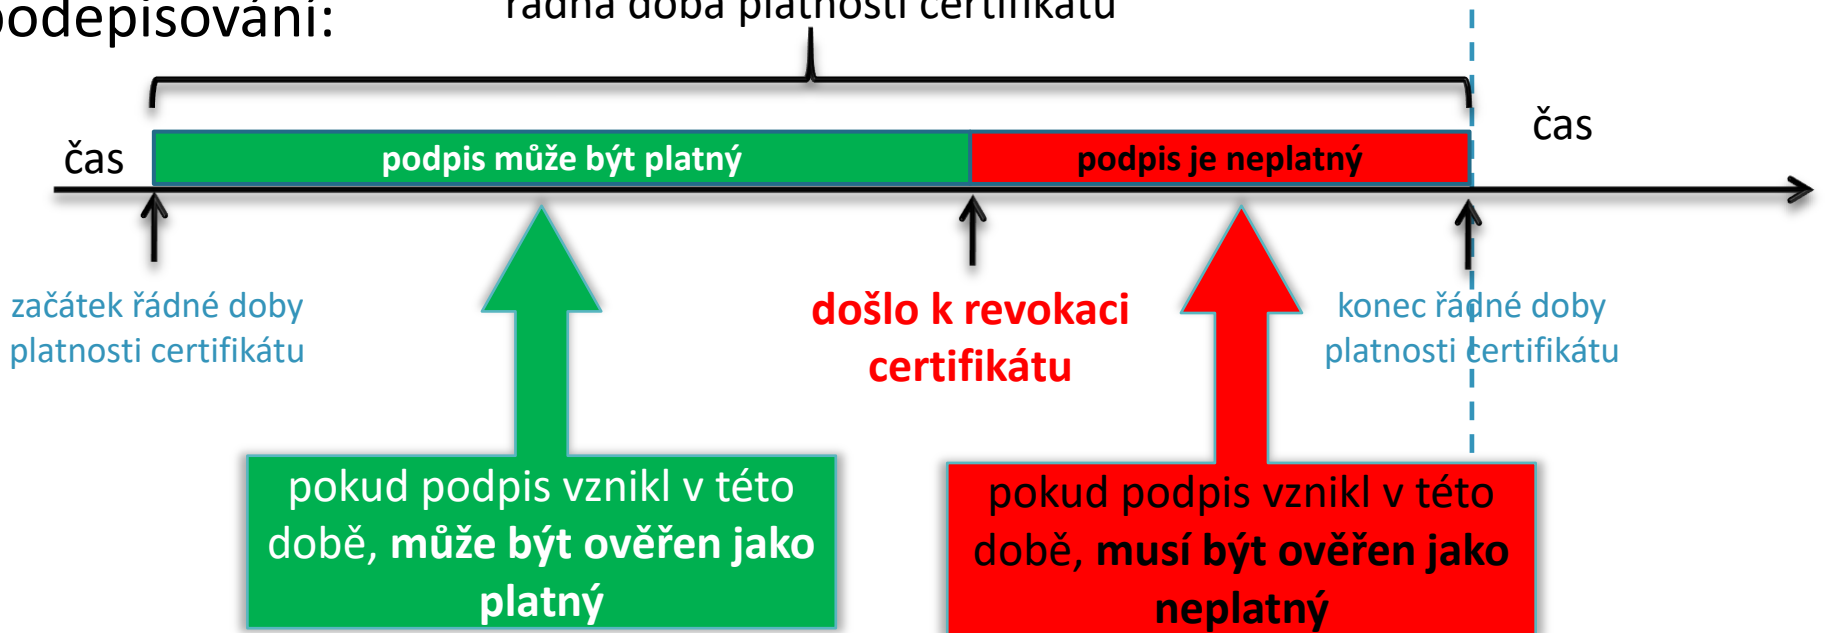 podepisování:
řádná doba platnosti certifikátu
čas
čas
podpis může být platný
podpis je neplatný
začátek řádné doby
platnosti certifikátu
došlo k revokaci
certifikátu
konec řádné doby
platnosti certifikátu
pokud podpis vznikl v této
době, může být ověřen jako
platný
pokud podpis vznikl v této
době, musí být ověřen jako
neplatný